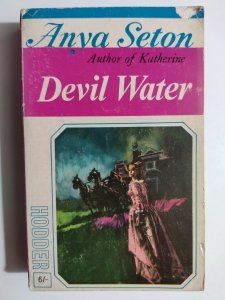 Anya Seton
Author of Katherine
Devil Water
HODDER
6/-